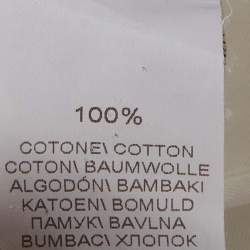 100%
COTONE\ COTTON
COTON\ BAUMWOLLE
ALGODÓN\ BAMBAKI
KATOEN\ BOMULD
ПАМУК\ BAVLNA
BUMBAC\ ХЛОПОК